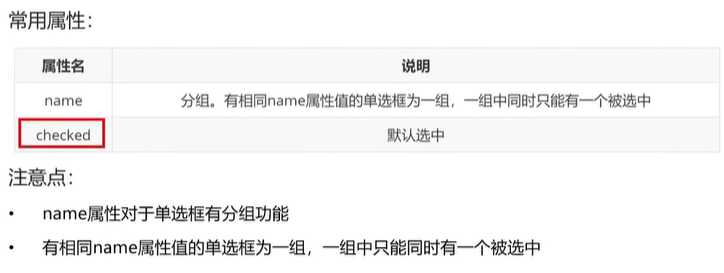 常用属性：
属性名 说明
name 分组。有相同name属性值的单选框为一组，一组中同时只能有一个被选中
checked 默认选中
注意点：
• name属性对于单选框有分组功能
• 有相同name属性值的单选框为一组，一组中只能同时有一个被选中